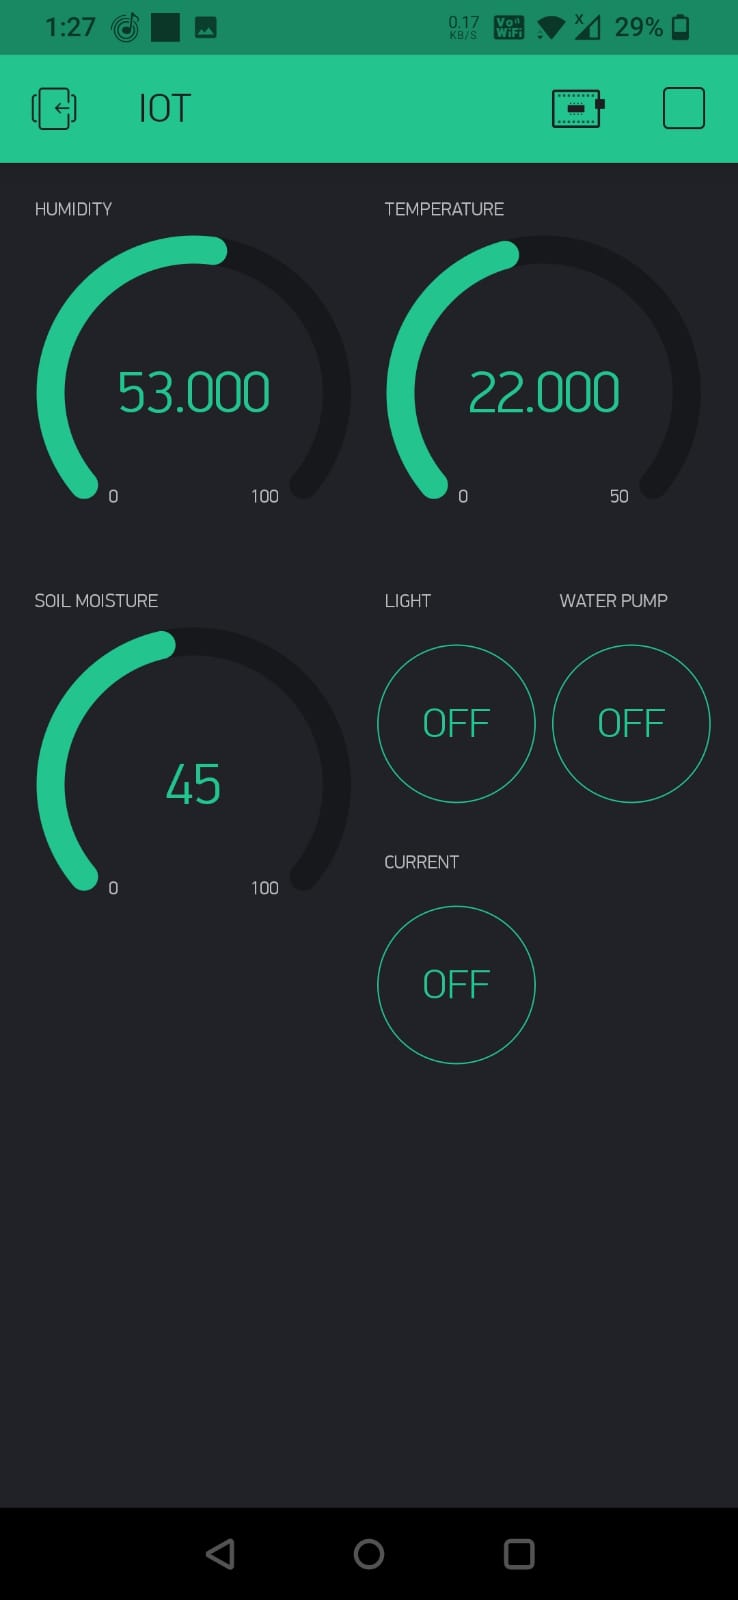 1:27 0.17 KB/S Vo WiFi X 29%
IOT
HUMIDITY TEMPERATURE
53.000 22.000
0 100 0 50
SOIL MOISTURE LIGHT WATER PUMP
OFF OFF
45
CURRENT
0 100
OFF